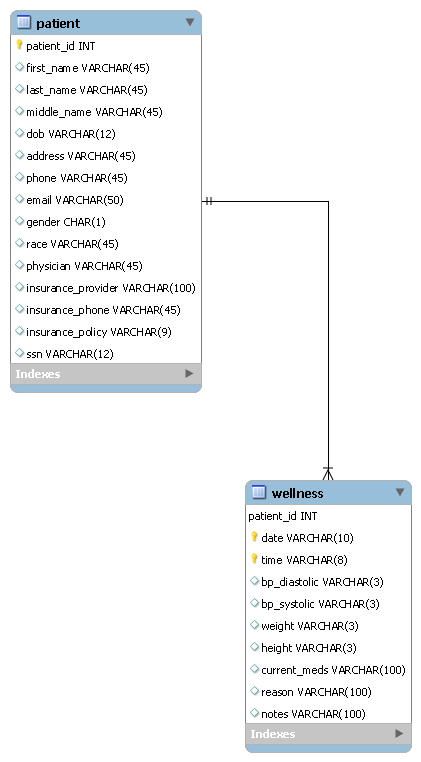 patient
patient_id INT
first_name VARCHAR(45)
last_name VARCHAR(45)
middle_name VARCHAR(45)
dob VARCHAR(12)
address VARCHAR(45)
phone VARCHAR(45)
email VARCHAR(50)
gender CHAR(1)
race VARCHAR(45)
physician VARCHAR(45)
insurance_provider VARCHAR(100)
insurance_phone VARCHAR(45)
insurance_policy VARCHAR(9)
ssn VARCHAR(12)
Indexes
wellness
patient_id INT
date VARCHAR(10)
time VARCHAR(8)
bp_diastolic VARCHAR(3)
bp_systolic VARCHAR(3)
weight VARCHAR(3)
height VARCHAR(3)
current_meds VARCHAR(100)
reason VARCHAR(100)
notes VARCHAR(100)
Indexes